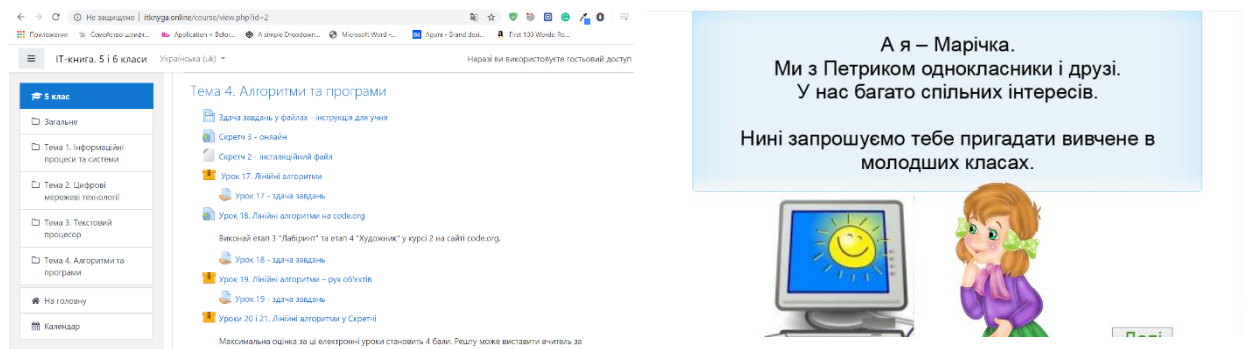 Не защищено | itknyga.online/course/view.php?id=2
Приложения Семейство шрифт... Application « Befor... A simple Dropdown... Microsoft Word -... Agora - Brand desi... First 100 Words: Ro...
ІТ-книга. 5 і 6 класи Українська (uk) Наразі ви використовуєте гостьовий доступ
5 клас
Загальне
Тема 1. Інформаційні
процеси та системи
Тема 2. Цифрові
мережеві технології
Тема 3. Текстовий
процесор
Тема 4. Алгоритми та
програми
На головну
Календар
Тема 4. Алгоритми та програми
Здача завдань у файлах - інструкція для учня
Скретч 3 - онлайн
Скретч 2 - інсталяційний файл
Урок 17. Лінійні алгоритми
Урок 17 - здача завдань
Урок 18. Лінійні алгоритми на code.org
Виконай етап 3 "Лабіринт" та етап 4 "Художник" у курсі 2 на сайті code.org.
Урок 18 - здача завдань
Урок 19. Лінійні алгоритми – рух об'єктів
Урок 19 - здача завдань
Уроки 20 і 21. Лінійні алгоритми у Скретчі
Максимальна оцінка за ці електронні уроки становить 4 бали. Решту може виставити вчитель за
А я – Марічка.
Ми з Петриком однокласники і друзі.
У нас багато спільних інтересів.
Нині запрошуємо тебе пригадати вивчене в
молодших класах.